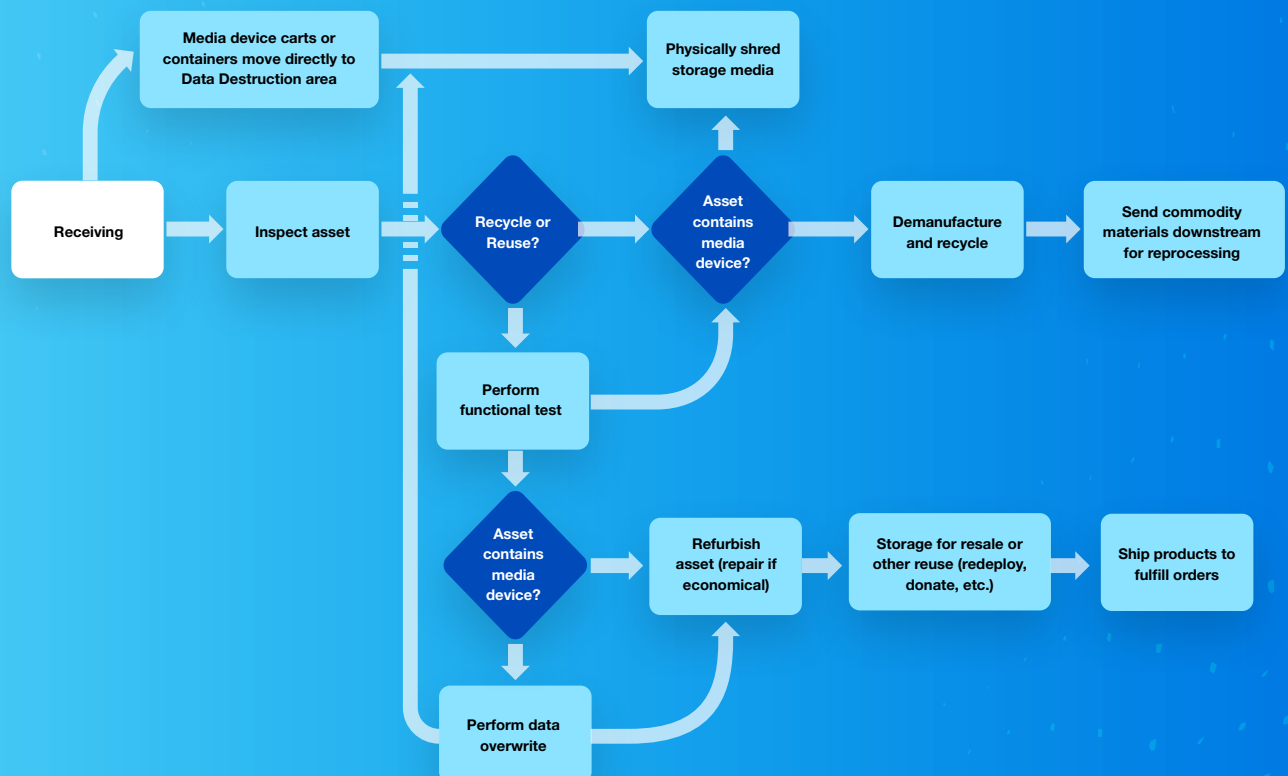 Media device carts or
containers move directly to
Data Destruction area
Physically shred
storage media
Receiving
Inspect asset
Recycle or
Reuse?
Asset
contains
media
device?
Demanufacture
and recycle
Send commodity
materials downstream
for reprocessing
Perform
functional test
Asset
contains
media
device?
Refurbish
asset (repair if
economical)
Storage for resale or
other reuse (redeploy,
donate, etc.)
Ship products to
fulfill orders
Perform data
overwrite